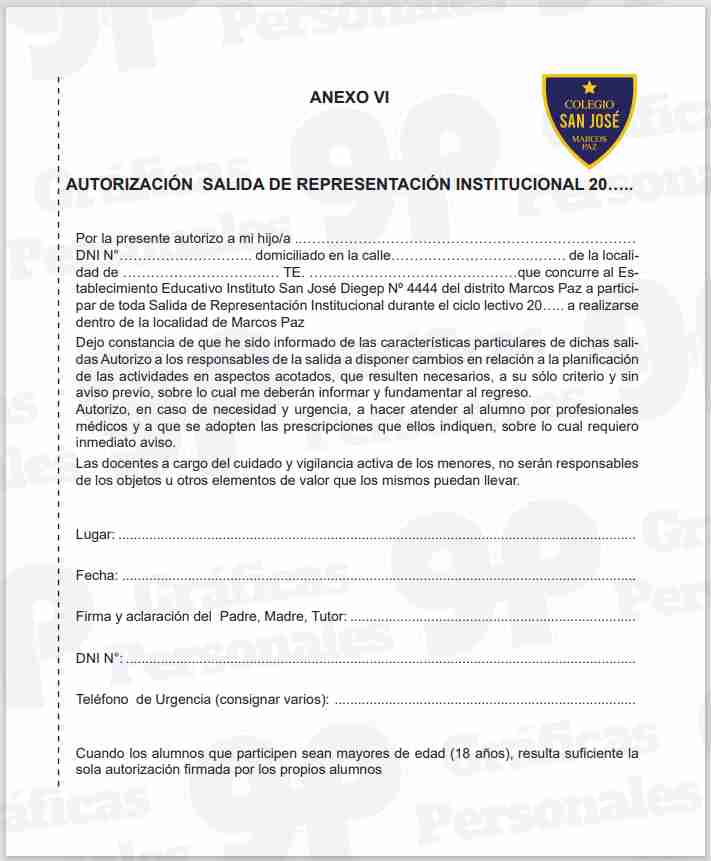 ANEXO VI
COLEGIO
SAN JOSÉ
MARCOS
PAZ
AUTORIZACIÓN  SALIDA DE REPRESENTACIÓN INSTITUCIONAL 20…..
Por la presente autorizo a mi hijo/a ……………………………………………………………………
DNI N°………………………… domiciliado en la calle………………………………… de la locali-
dad de ……………………………… TE. ………………………………………que concurre al Es-
tablecimiento Educativo Instituto San José Diegep Nº 4444 del distrito Marcos Paz a partici-
par de toda Salida de Representación Institucional durante el ciclo lectivo 20….. a realizarse
dentro de la localidad de Marcos Paz
Dejo constancia de que he sido informado de las características particulares de dichas sali-
das Autorizo a los responsables de la salida a disponer cambios en relación a la planificación
de las actividades en aspectos acotados, que resulten necesarios, a su sólo criterio y sin
aviso previo, sobre lo cual me deberán informar y fundamentar al regreso.
Autorizo, en caso de necesidad y urgencia, a hacer atender al alumno por profesionales
médicos y a que se adopten las prescripciones que ellos indiquen, sobre lo cual requiero
inmediato aviso.
Las docentes a cargo del cuidado y vigilancia activa de los menores, no serán responsables
de los objetos u otros elementos de valor que los mismos puedan llevar.
Lugar: ......................................................................................................................................
Fecha: .....................................................................................................................................
Firma y aclaración del  Padre, Madre, Tutor: ..........................................................................
DNI N°: ....................................................................................................................................
Teléfono  de Urgencia (consignar varios): ..............................................................................
Cuando los alumnos que participen sean mayores de edad (18 años), resulta suficiente la
sola autorización firmada por los propios alumnos
Gráficas
Personales